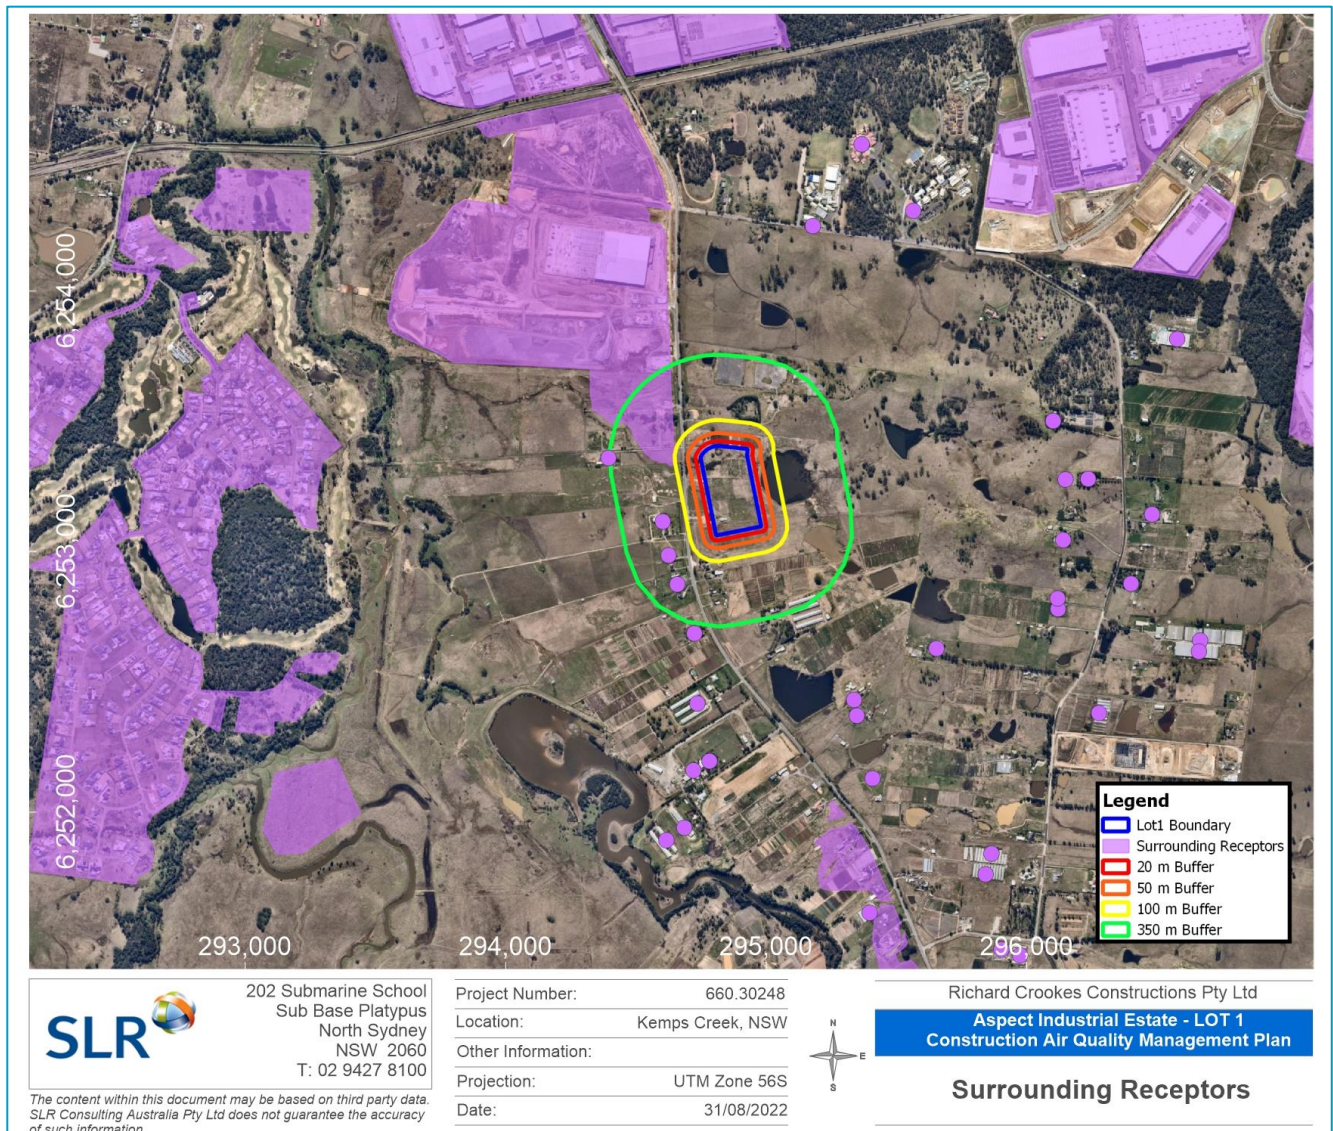 6,254,000
6,253,000
6,252,000
293,000
294,000
295,000
296,000
Legend
Lot1 Boundary
Surrounding Receptors
20 m Buffer
50 m Buffer
100 m Buffer
350 m Buffer
SLR
202 Submarine School
Sub Base Platypus
North Sydney
NSW 2060
T: 02 9427 8100
The content within this document may be based on third party data.
SLR Consulting Australia Pty Ltd does not guarantee the accuracy
of such information.
Project Number: 660.30248
Location: Kemps Creek, NSW
Other Information:
Projection: UTM Zone 56S
Date: 31/08/2022
N
E
S
Richard Crookes Constructions Pty Ltd
Aspect Industrial Estate - LOT 1
Construction Air Quality Management Plan
Surrounding Receptors